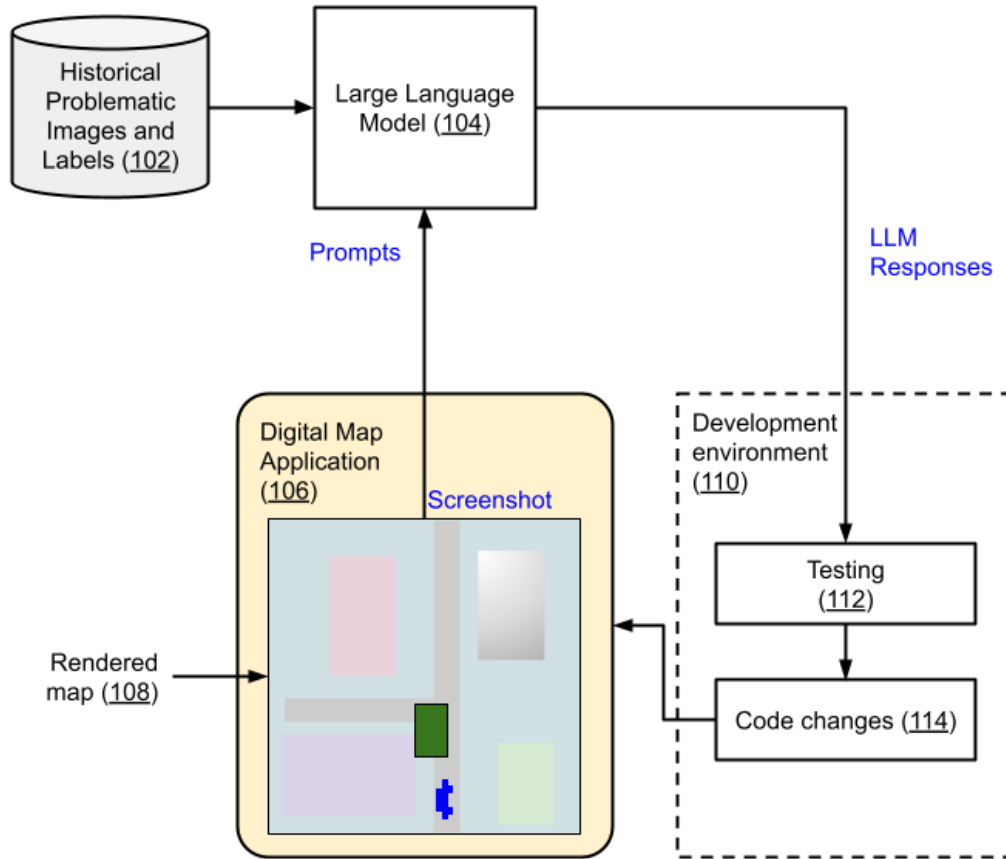 Historical
Problematic
Images and
Labels (102)
Large Language
Model (104)
Prompts
LLM
Responses
Digital Map
Application
(106)
Screenshot
Development
environment
(110)
Testing
(112)
Rendered
map (108)
Code changes (114)